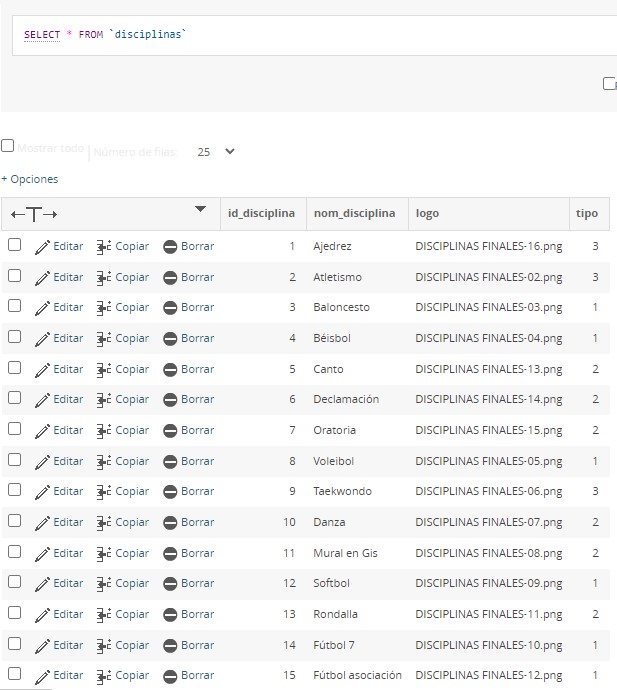 SELECT * FROM `disciplinas`
Mostrar todo | Número de filas: 25
+ Opciones
←T→ id_disciplina nom_disciplina logo tipo
Editar Copiar Borrar 1 Ajedrez DISCIPLINAS FINALES-16.png 3
Editar Copiar Borrar 2 Atletismo DISCIPLINAS FINALES-02.png 3
Editar Copiar Borrar 3 Baloncesto DISCIPLINAS FINALES-03.png 1
Editar Copiar Borrar 4 Béisbol DISCIPLINAS FINALES-04.png 1
Editar Copiar Borrar 5 Canto DISCIPLINAS FINALES-13.png 2
Editar Copiar Borrar 6 Declamación DISCIPLINAS FINALES-14.png 2
Editar Copiar Borrar 7 Oratoria DISCIPLINAS FINALES-15.png 2
Editar Copiar Borrar 8 Voleibol DISCIPLINAS FINALES-05.png 1
Editar Copiar Borrar 9 Taekwondo DISCIPLINAS FINALES-06.png 3
Editar Copiar Borrar 10 Danza DISCIPLINAS FINALES-07.png 2
Editar Copiar Borrar 11 Mural en Gis DISCIPLINAS FINALES-08.png 2
Editar Copiar Borrar 12 Softbol DISCIPLINAS FINALES-09.png 1
Editar Copiar Borrar 13 Rondalla DISCIPLINAS FINALES-11.png 2
Editar Copiar Borrar 14 Fútbol 7 DISCIPLINAS FINALES-10.png 1
Editar Copiar Borrar 15 Fútbol asociación DISCIPLINAS FINALES-12.png 1